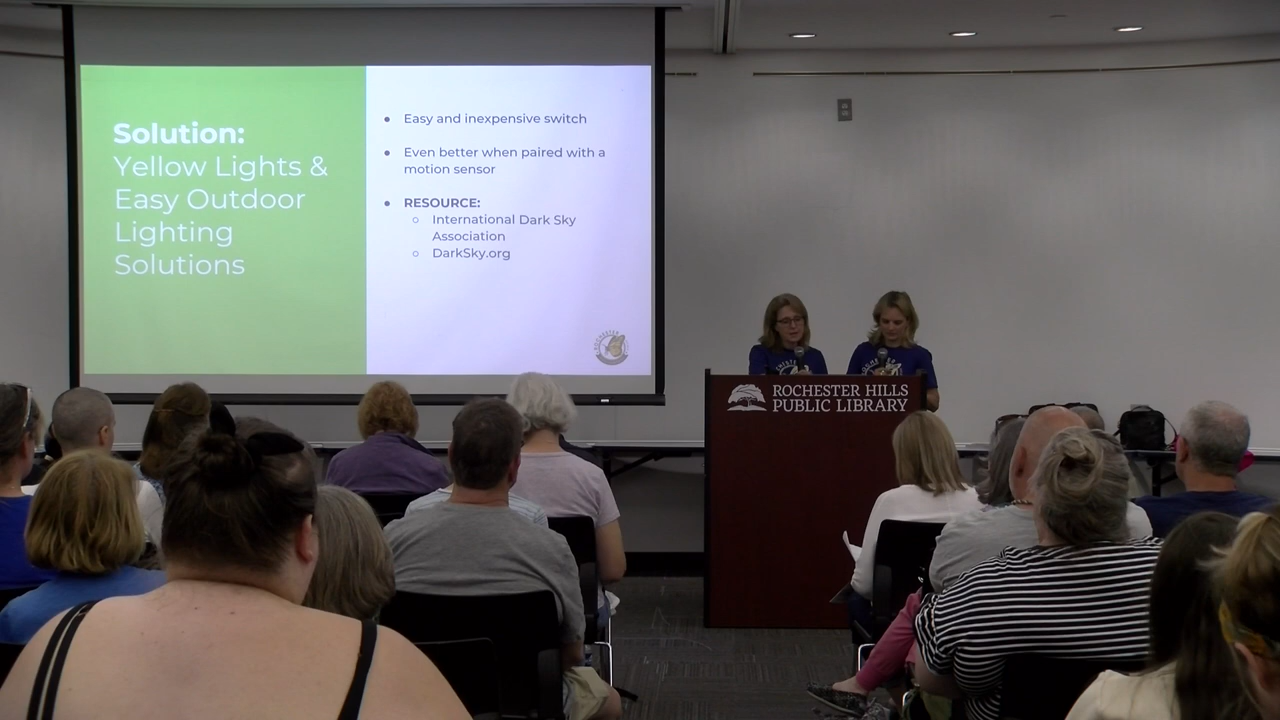 Solution:
Yellow Lights &
Easy Outdoor
Lighting
Solutions
Easy and inexpensive switch
Even better when paired with a
motion sensor
RESOURCE:
International Dark Sky
Association
DarkSky.org
ROCHESTER
ROCHESTER HILLS
PUBLIC LIBRARY